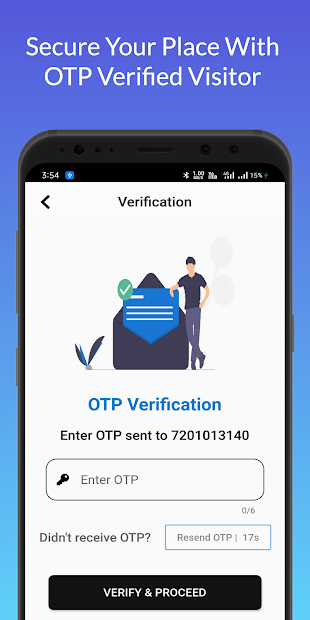 Secure Your Place With
OTP Verified Visitor
3:54
1.00
15%
Verification
OTP Verification
Enter OTP sent to 7201013140
Enter OTP
0/6
Didn't receive OTP?
Resend OTP | 17s
VERIFY & PROCEED